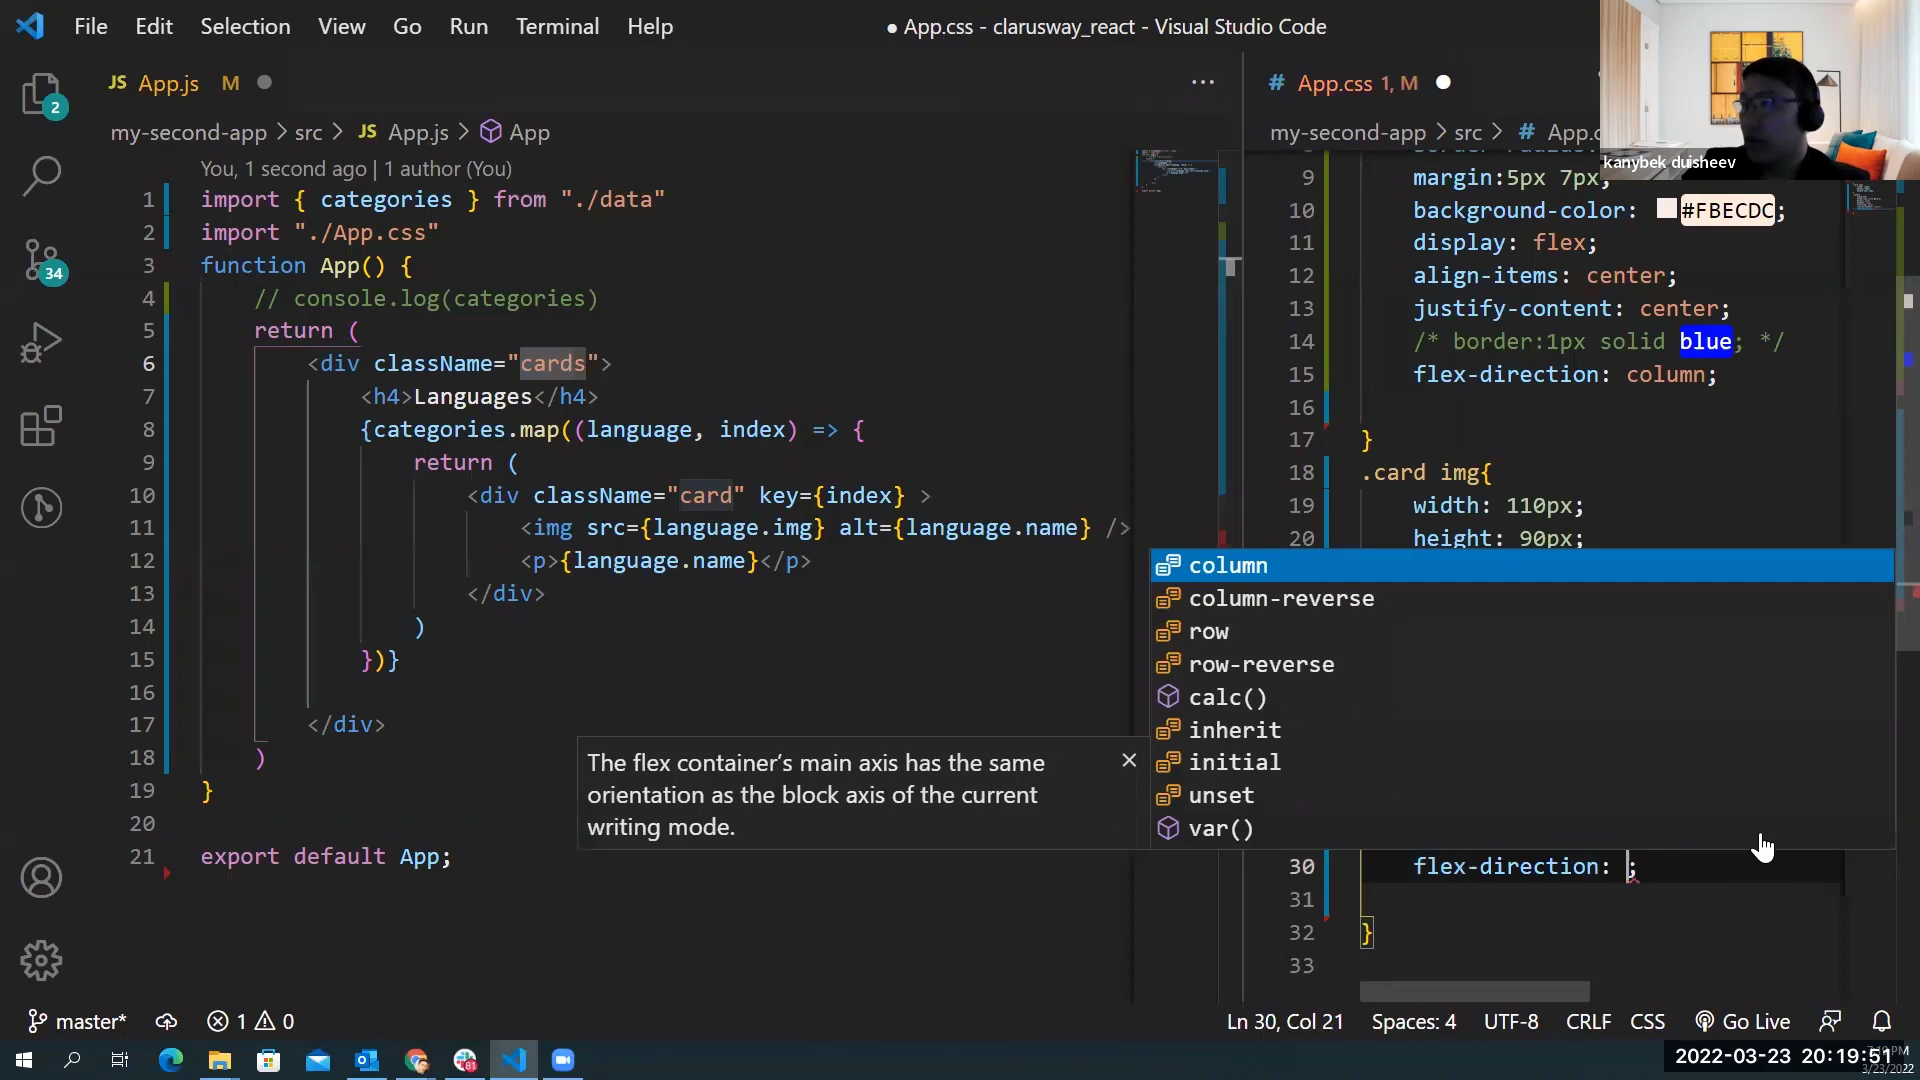 File Edit Selection View Go Run Terminal Help
● App.css - clarusway_react - Visual Studio Code
JS App.js M
...
# App.css 1, M
my-second-app > src > JS App.js > App
my-second-app > src > #
kanybek duisheev
You, 1 second ago | 1 author (You)
1 import { categories } from "./data"
2 import "./App.css"
3 function App() {
4 // console.log(categories)
5 return (
6 <div className="cards">
7 <h4>Languages</h4>
8 {categories.map((language, index) => {
9 return (
10 <div className="card" key={index} >
11 <img src={language.img} alt={language.name} />
12 <p>{language.name}</p>
13 </div>
14 )
15 })}
16
17 </div>
18 )
19 }
20
21 export default App;
9 margin:5px 7px;
10 background-color: #FBECDC;
11 display: flex;
12 align-items: center;
13 justify-content: center;
14 /* border:1px solid blue; */
15 flex-direction: column;
16
17 }
18 .card img{
19 width: 110px;
20 height: 90px;
column
column-reverse
row
row-reverse
calc()
inherit
initial
unset
var()
The flex container's main axis has the same
orientation as the block axis of the current
writing mode.
30 flex-direction: ;
31
32 }
33
2
34
master* 1 0
Ln 30, Col 21 Spaces: 4 UTF-8 CRLF CSS Go Live
81
2022-03-23 20:19:51
3/23/2022